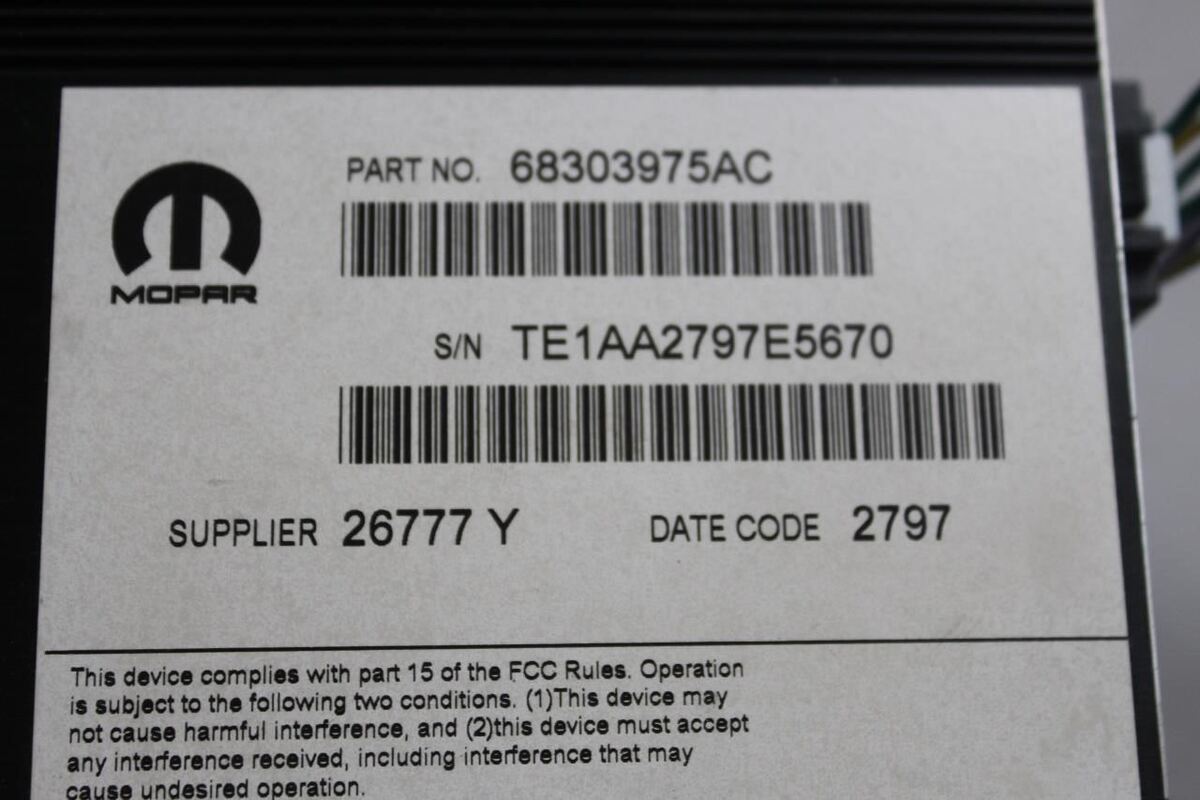 PART NO. 68303975AC
MOPAR
S/N TE1AA2797E5670
SUPPLIER 26777 Y DATE CODE 2797
This device complies with part 15 of the FCC Rules. Operation
is subject to the following two conditions. (1)This device may
not cause harmful interference, and (2)this device must accept
any interference received, including interference that may
cause undesired operation.